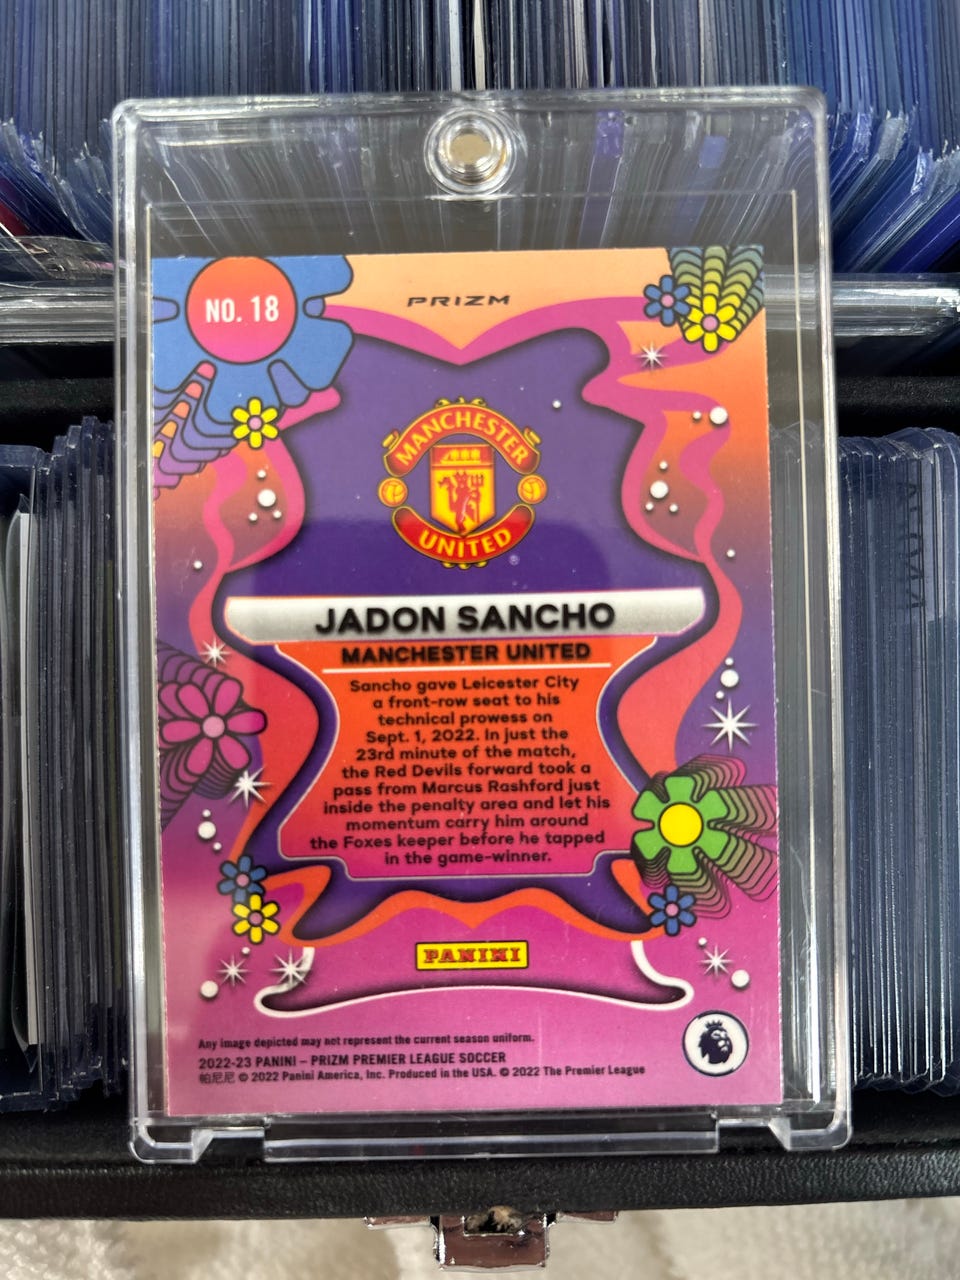 NO. 18
PRIZM
MANCHESTER
UNITED
®
JADON SANCHO
MANCHESTER UNITED
Sancho gave Leicester City
a front-row seat to his
technical prowess on
Sept. 1, 2022. In just the
23rd minute of the match,
the Red Devils forward took a
pass from Marcus Rashford just
inside the penalty area and let his
momentum carry him around
the Foxes keeper before he tapped
in the game-winner.
PANINI
Any image depicted may not represent the current season uniform.
2022-23 PANINI – PRIZM PREMIER LEAGUE SOCCER
帕尼尼 © 2022 Panini America, Inc. Produced in the USA. © 2022 The Premier League